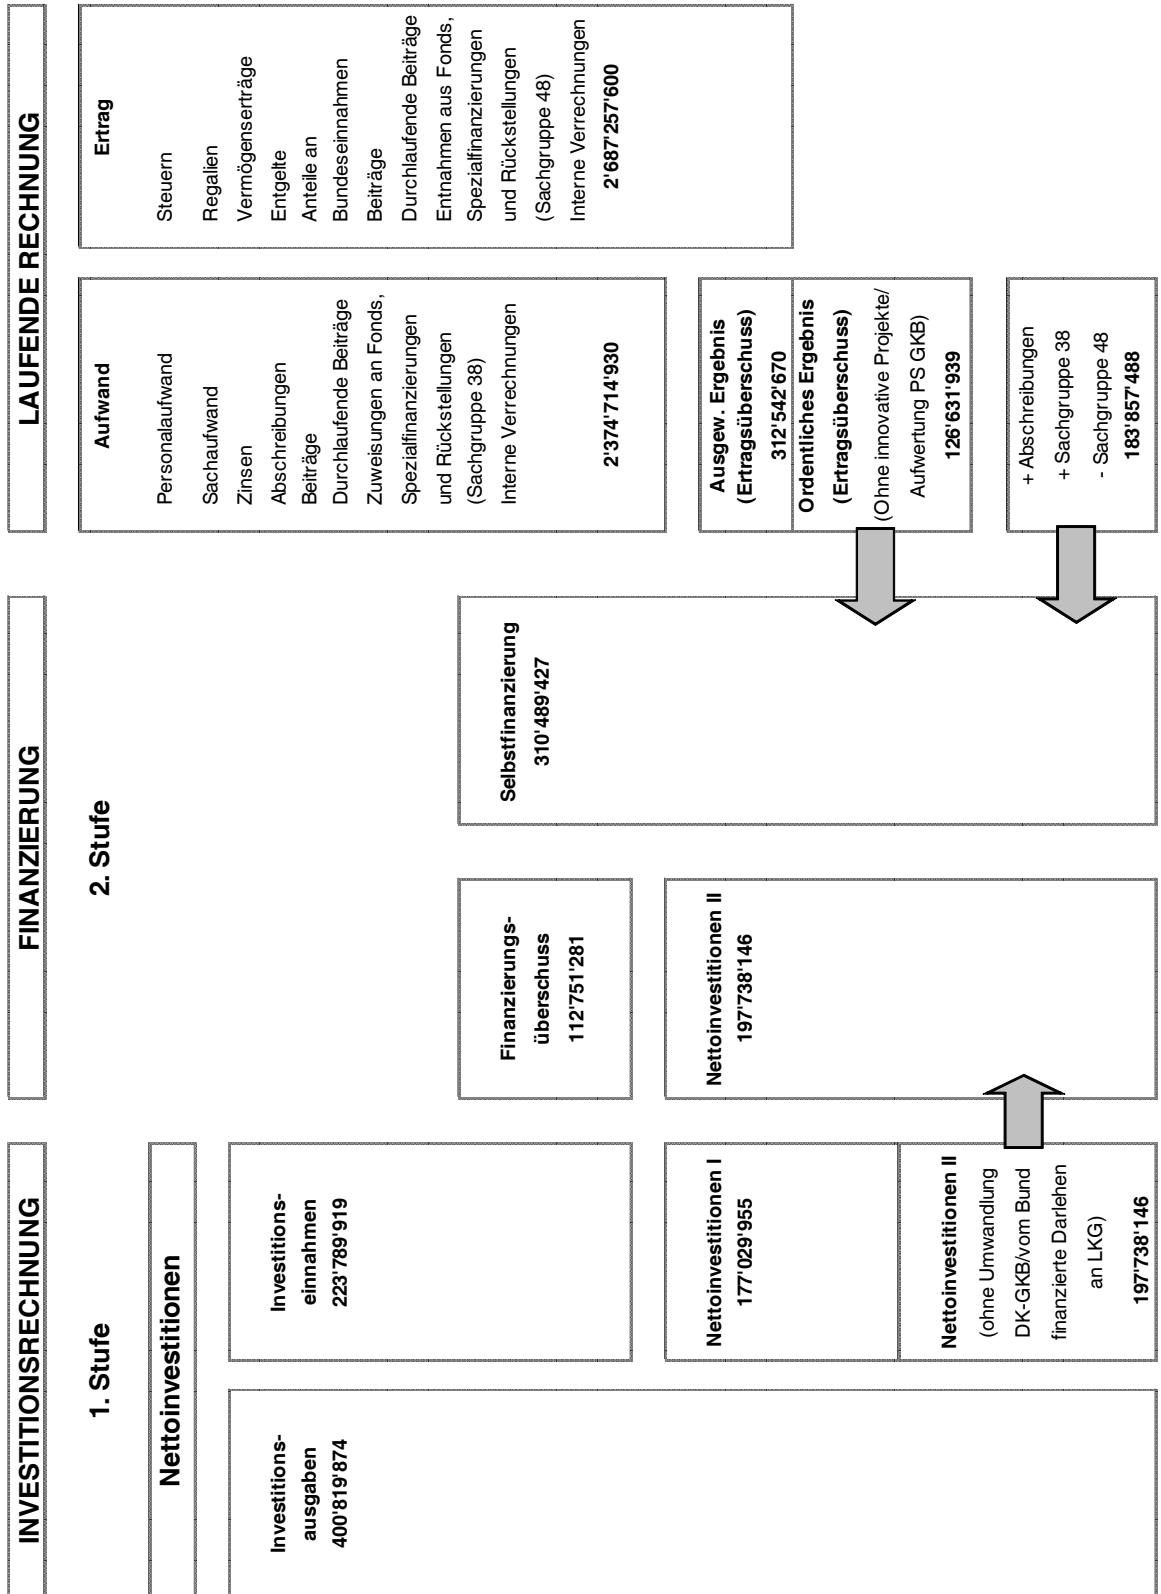 INVESTITIONSRECHNUNG
1. Stufe
Nettoinvestitionen
Investitions-
ausgaben
400'819'874
Investitions-
einnahmen
223'789'919
Nettoinvestitionen I
177'029'955
Nettoinvestitionen II
(ohne Umwandlung
DK-GKB/vom Bund
finanzierte Darlehen
an LKG)
197'738'146
FINANZIERUNG
2. Stufe
Finanzierungs-
überschuss
112'751'281
Nettoinvestitionen II
197'738'146
Selbstfinanzierung
310'489'427
LAUFENDE RECHNUNG
Aufwand
Personalaufwand
Sachaufwand
Zinsen
Abschreibungen
Beiträge
Durchlaufende Beiträge
Zuweisungen an Fonds,
Spezialfinanzierungen
und Rückstellungen
(Sachgruppe 38)
Interne Verrechnungen
2'374'714'930
Ausgew. Ergebnis
(Ertragsüberschuss)
312'542'670
Ordentliches Ergebnis
(Ertragsüberschuss)
(Ohne innovative Projekte/
Aufwertung PS GKB)
126'631'939
+ Abschreibungen
+ Sachgruppe 38
- Sachgruppe 48
183'857'488
Ertrag
Steuern
Regalien
Vermögenserträge
Entgelte
Anteile an
Bundeseinnahmen
Beiträge
Durchlaufende Beiträge
Entnahmen aus Fonds,
Spezialfinanzierungen
und Rückstellungen
(Sachgruppe 48)
Interne Verrechnungen
2'687'257'600